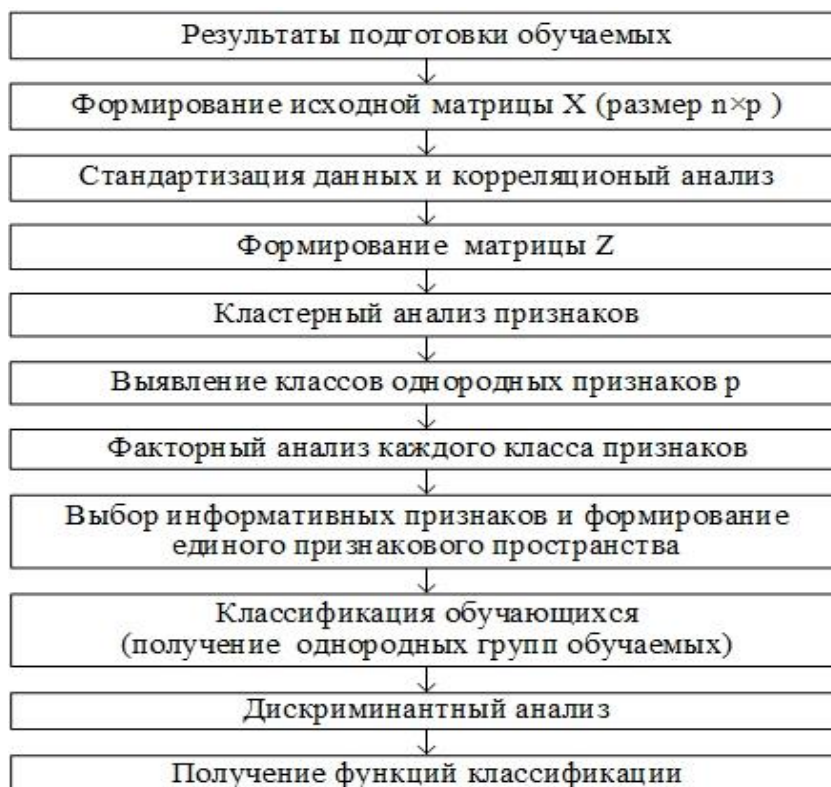 Результаты подготовки обучаемых
Формирование исходной матрицы X (размер n×p )
Стандартизация данных и корреляционый анализ
Формирование матрицы Z
Кластерный анализ признаков
Выявление классов однородных признаков p
Факторный анализ каждого класса признаков
Выбор информативных признаков и формирование
единого признакового пространства
Классификация обучающихся
(получение однородных групп обучаемых)
Дискриминантный анализ
Получение функций классификации